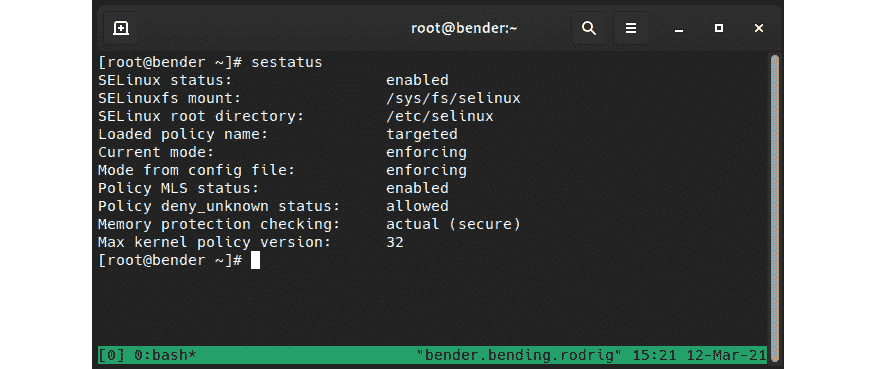 root@bender:~
[root@bender ~]# sestatus
SELinux status:                 enabled
SELinuxfs mount:                /sys/fs/selinux
SELinux root directory:         /etc/selinux
Loaded policy name:             targeted
Current mode:                   enforcing
Mode from config file:          enforcing
Policy MLS status:              enabled
Policy deny_unknown status:     allowed
Memory protection checking:     actual (secure)
Max kernel policy version:      32
[root@bender ~]#
[0] 0:bash*                         "bender.bending.rodrig" 15:21 12-Mar-21